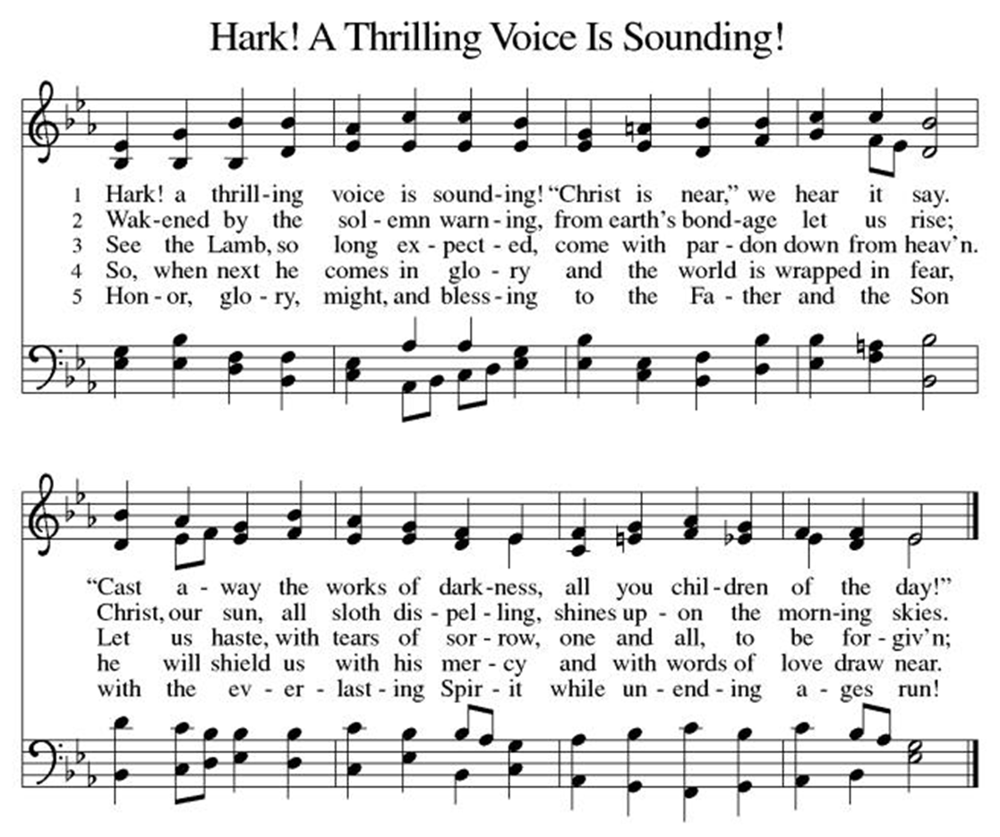 Hark! A Thrilling Voice Is Sounding!
1 Hark! a thrill-ing voice is sound-ing! “Christ is near,” we hear it say.
2 Wak-ened by the sol-emn warn-ing, from earth’s bond-age let us rise;
3 See the Lamb, so long ex-pect-ed, come with par-don down from heav’n.
4 So, when next he comes in glo-ry and the world is wrapped in fear,
5 Hon-or, glo-ry, might, and bless-ing to the Fa-ther and the Son
“Cast a-way the works of dark-ness, all you chil-dren of the day!”
Christ, our sun, all sloth dis-pel-ling, shines up-on the morn-ing skies.
Let us haste, with tears of sor-row, one and all, to be for-giv’n;
he will shield us with his mer-cy and with words of love draw near.
with the ev-er-last-ing Spir-it while un-end-ing a-ges run!